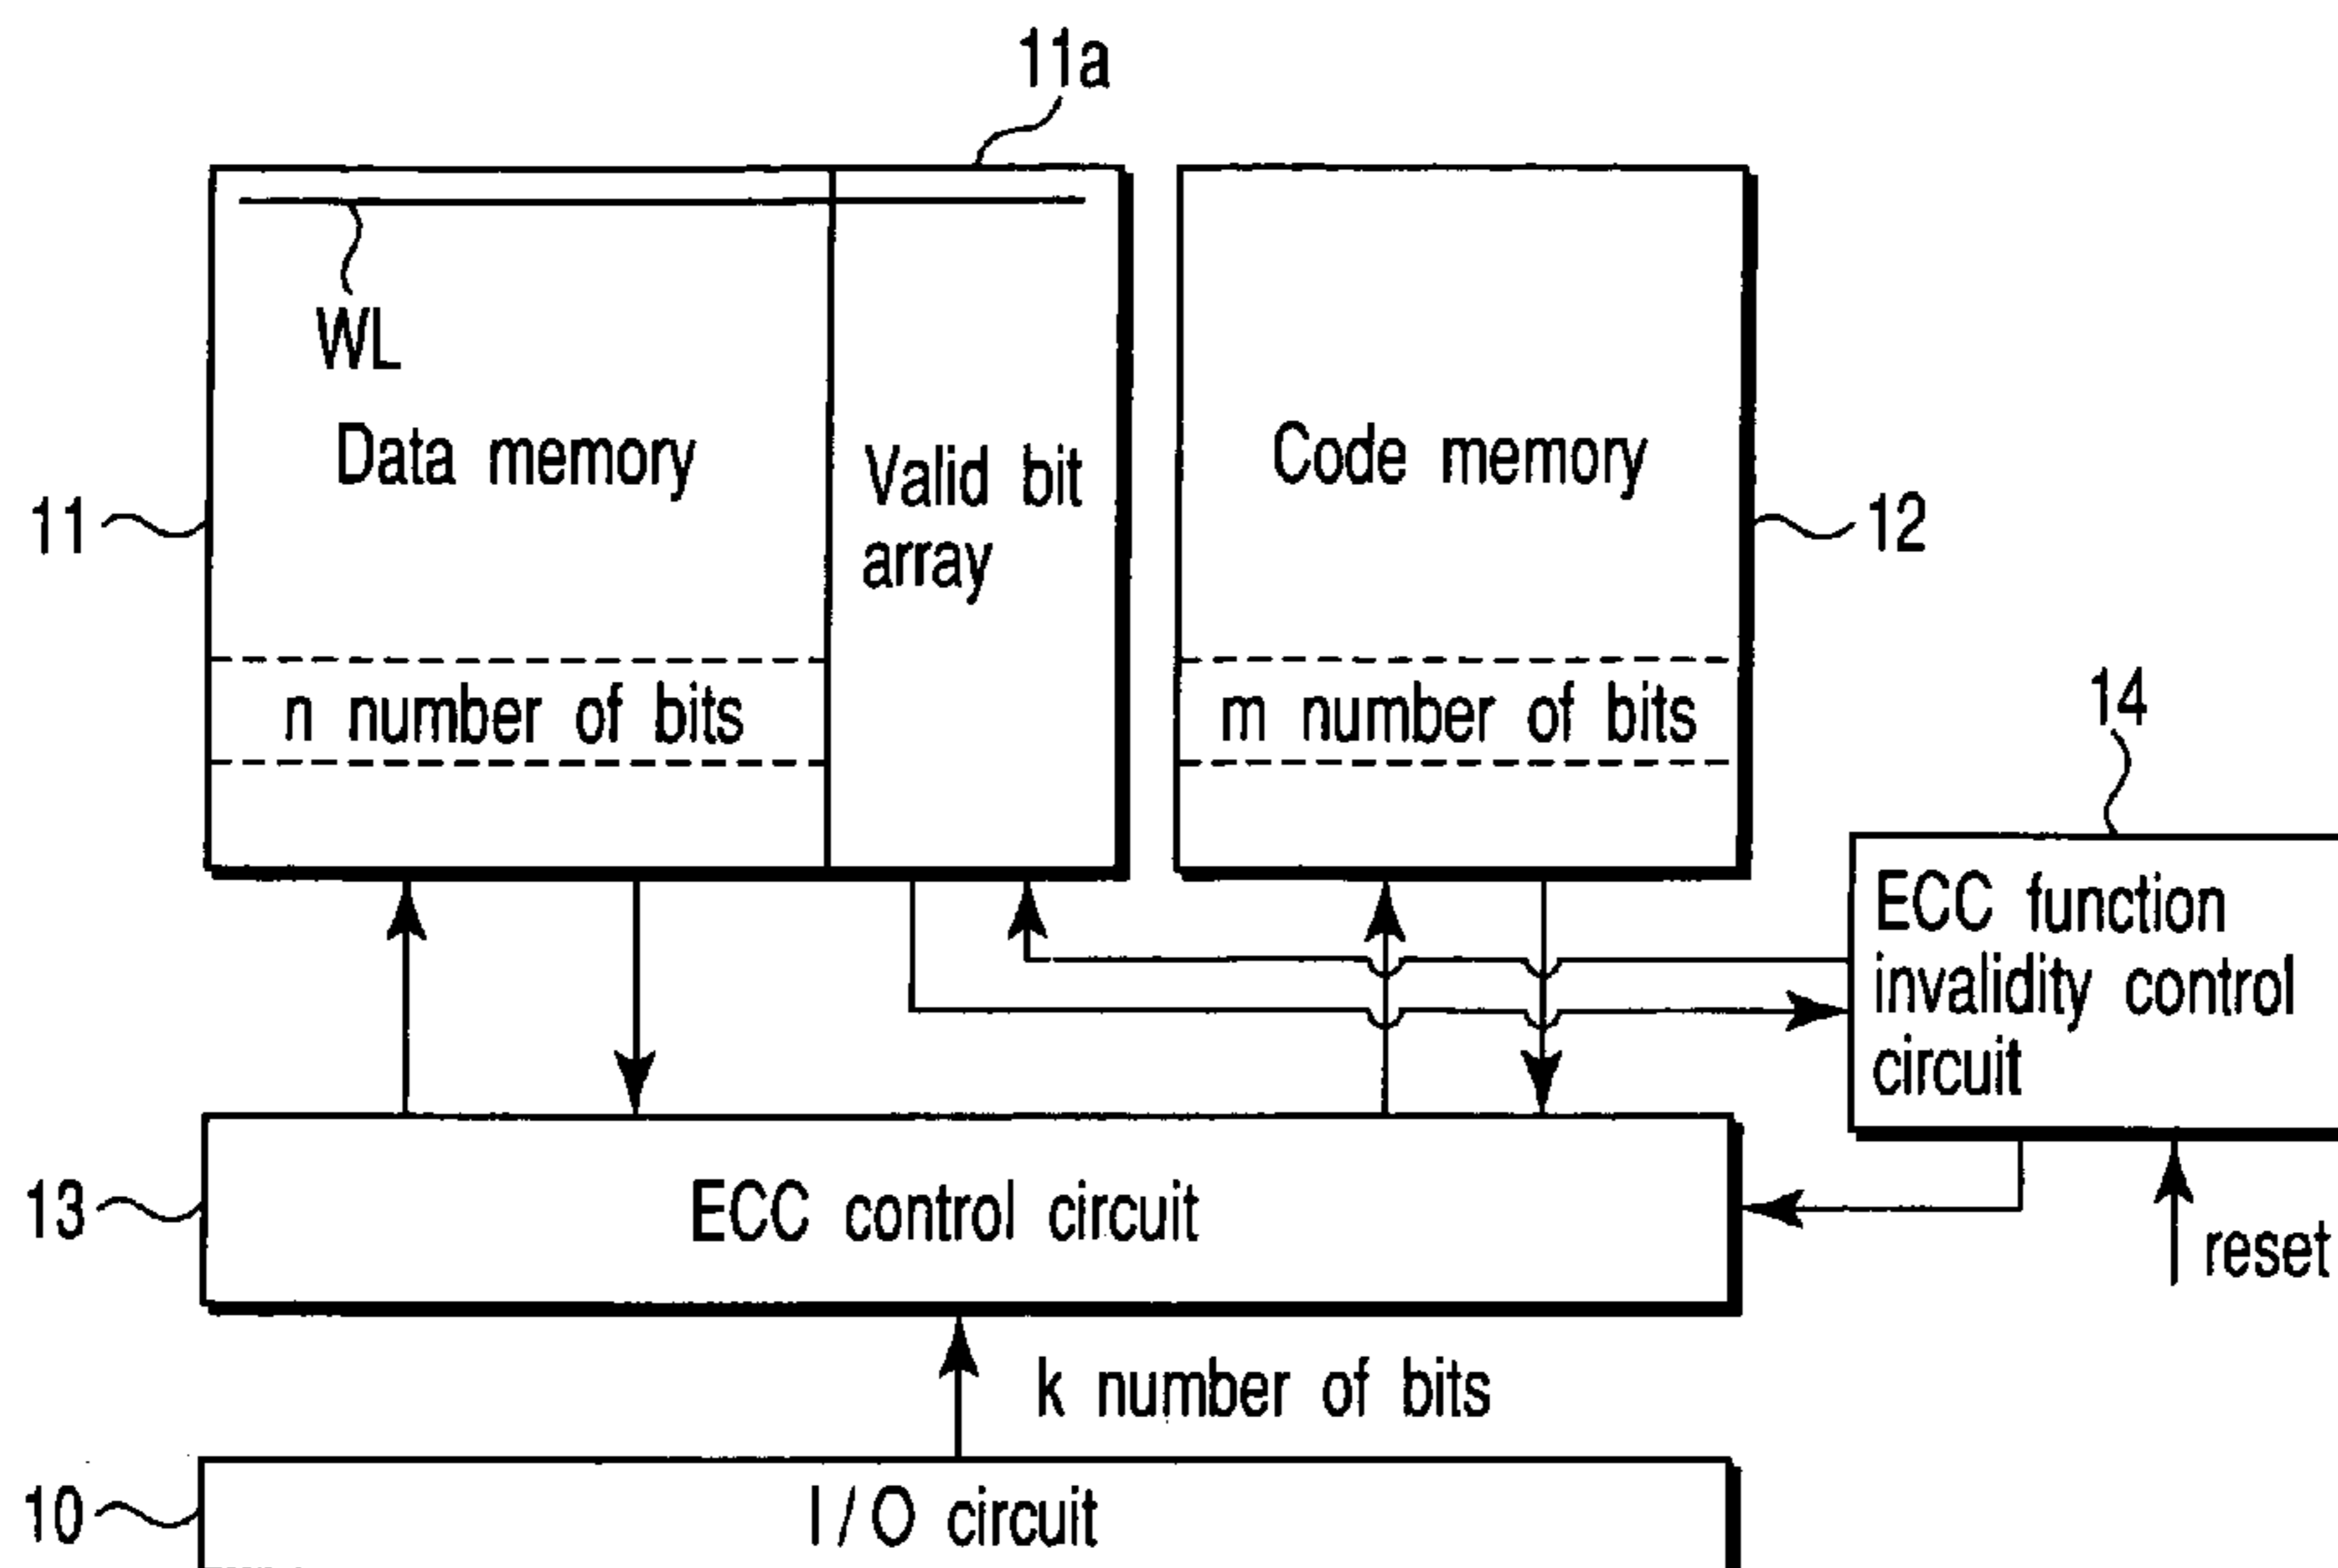 11a
WL
Data memory
Valid bit
array
Code memory
11
12
n number of bits
m number of bits
14
ECC function
invalidity control
circuit
13
ECC control circuit
reset
k number of bits
10
I/O circuit